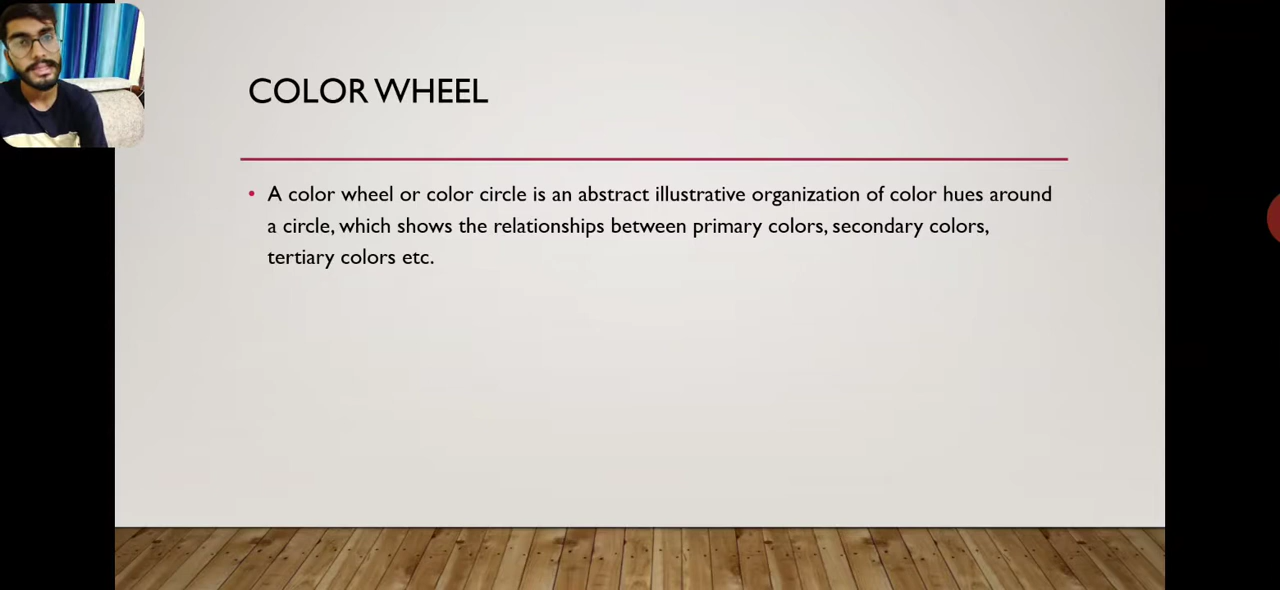 COLOR WHEEL
• A color wheel or color circle is an abstract illustrative organization of color hues around
a circle, which shows the relationships between primary colors, secondary colors,
tertiary colors etc.